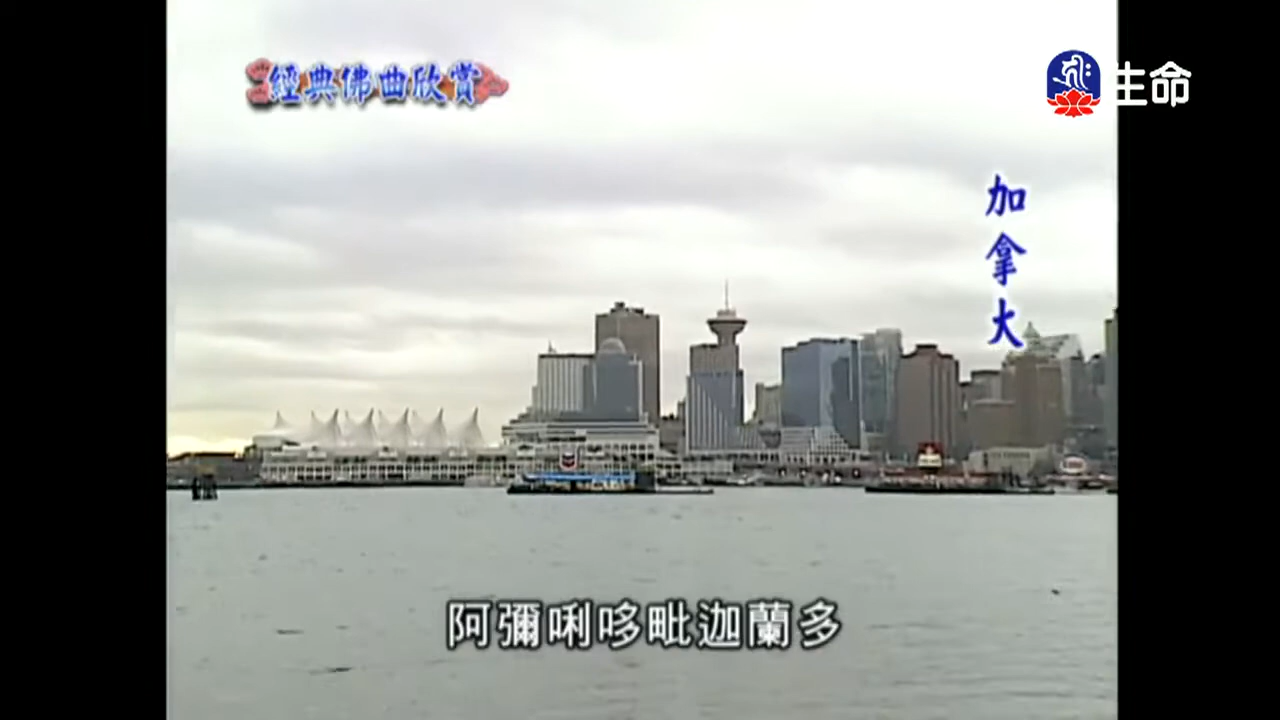 經典佛曲欣賞
生命
加拿大
阿彌唎哆毗迦蘭多